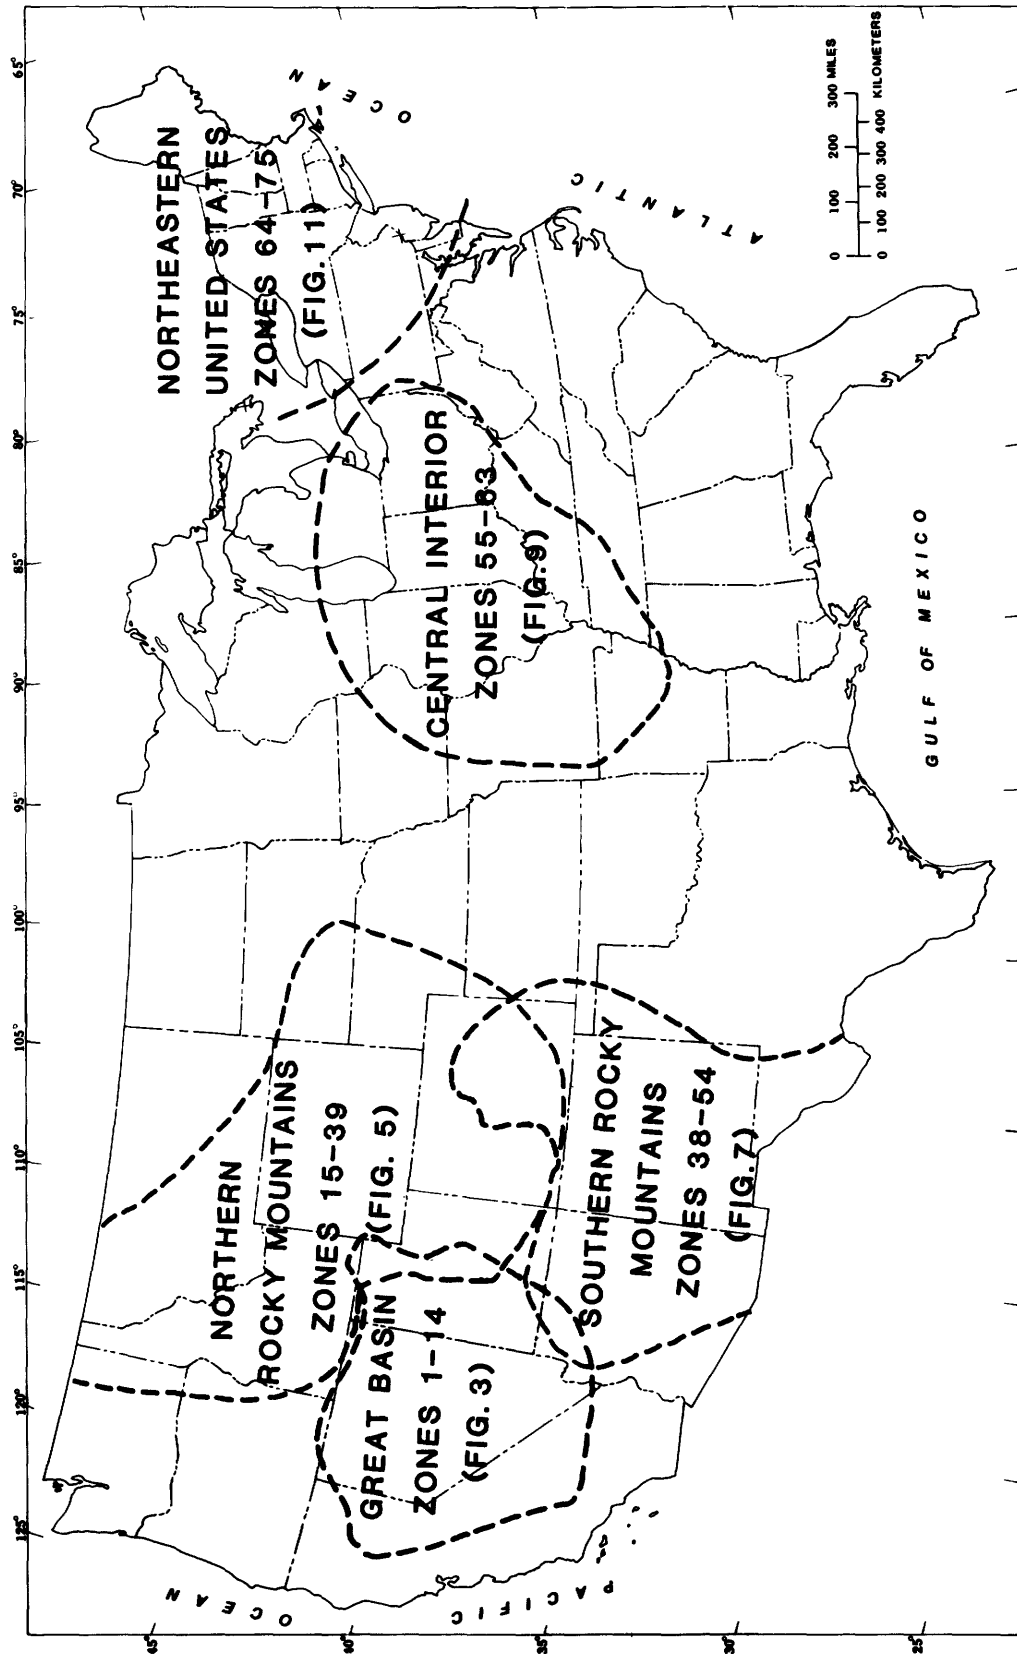 125° 120° 115° 110° 105° 100° 95° 90° 85° 80° 75° 70° 65°
45°
40°
35°
30°
25°
NORTHEASTERN
UNITED STATES
ZONES 64-75
(FIG. 11)
NORTHERN
ROCKY MOUNTAINS
ZONES 15-39
(FIG. 5)
CENTRAL INTERIOR
ZONES 55-63
(FIG. 9)
GREAT BASIN
ZONES 1-14
(FIG. 3)
SOUTHERN ROCKY
MOUNTAINS
ZONES 38-54
(FIG. 7)
PACIFIC OCEAN
ATLANTIC OCEAN
GULF OF MEXICO
0 100 200 300 MILES
0 100 200 300 400 KILOMETERS